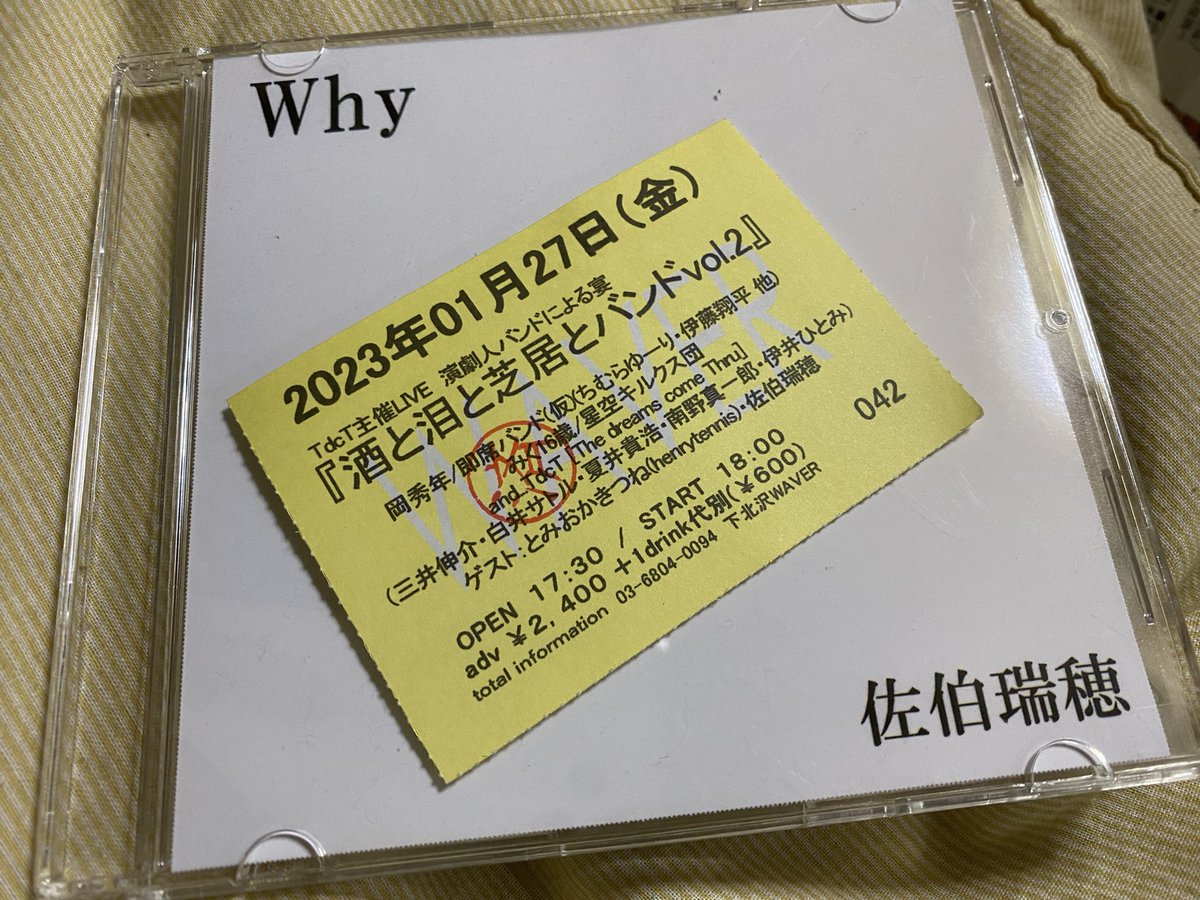 Why
2023年01月27日(金)
TdcT主催LIVE 演劇人バンドによる宴
『酒と泪と芝居とバンドvol.2』
岡秀年/即席バンド(仮)(ちむらゆーり・伊藤翔平 他)
みく16歳/星空キルクス団
and TdcT [The dreams come Thru]
(三井伸介・白井サトル・夏井貴浩・南野真一郎・伊井ひとみ)
ゲスト:とみおかきつね(henrytennis)・佐伯瑞穂
OPEN 17:30 / START 18:00
adv ¥2,400 +1drink代別(¥600)
total information 03-6804-0094 下北沢WAVER
042
WAVER
佐伯瑞穂